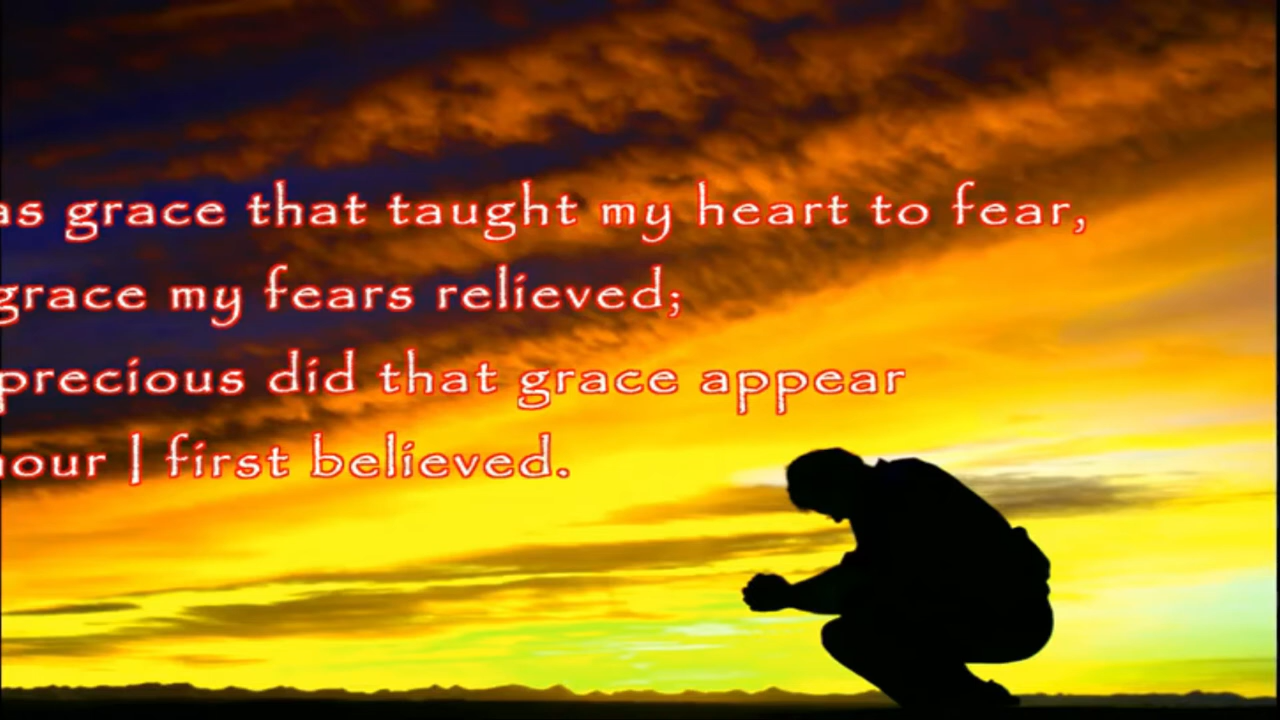 as grace that taught my heart to fear,
grace my fears relieved;
precious did that grace appear
hour I first believed.